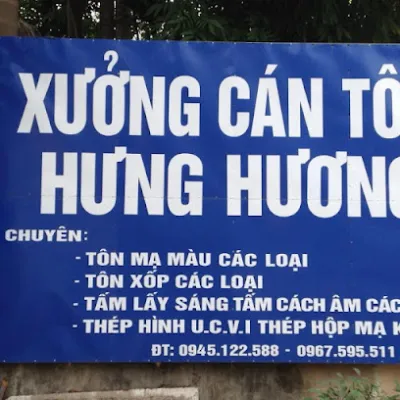 XƯỞNG CÁN TÔ
HƯNG HƯƠNG
CHUYÊN:
- TÔN MẠ MÀU CÁC LOẠI
- TÔN XỐP CÁC LOẠI
- TẤM LẤY SÁNG TẤM CÁCH ÂM CÁC
- THÉP HÌNH U.C.V.I THÉP HỘP MẠ K
ĐT: 0945.122.588 - 0967.595.511